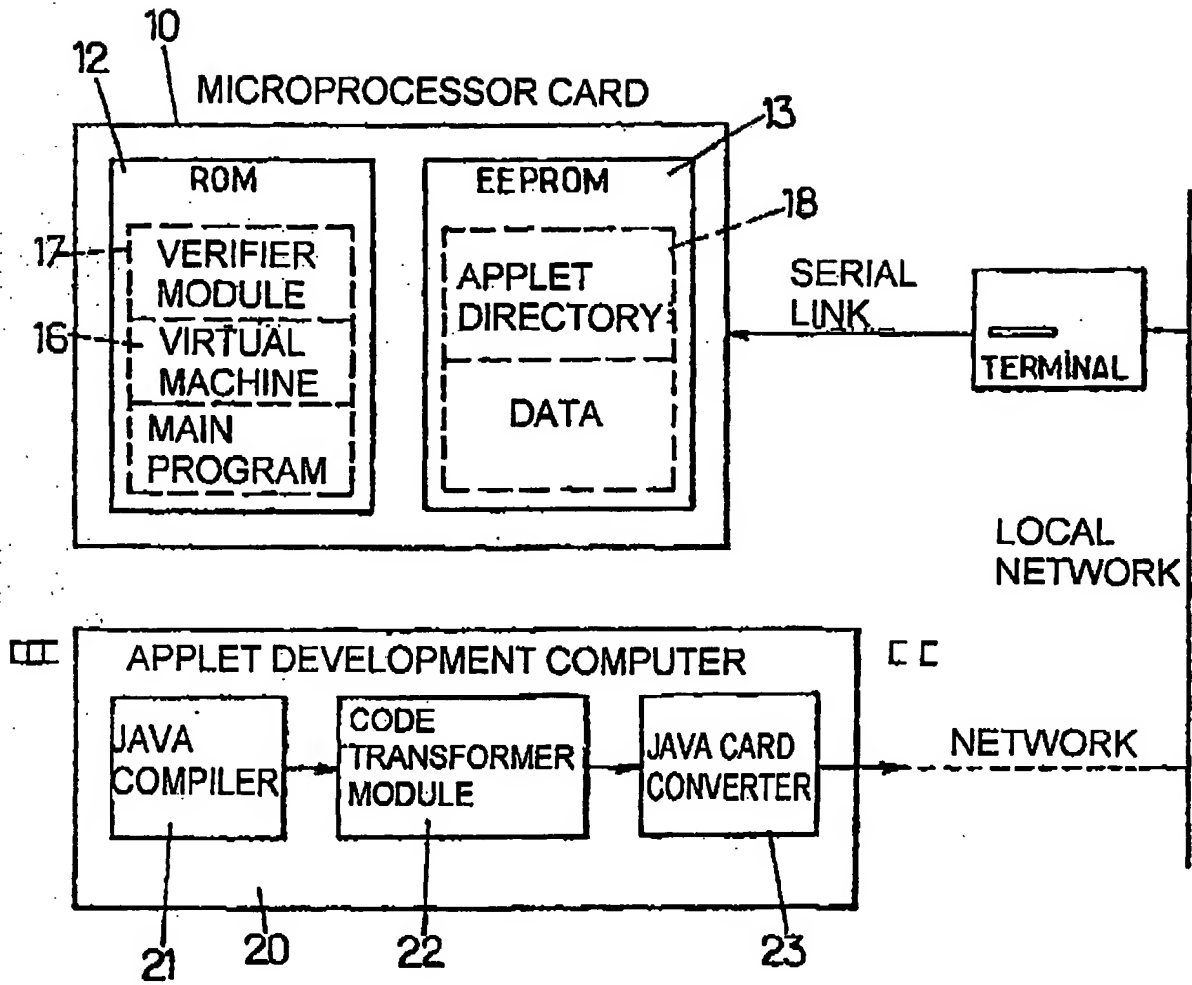 10
12
MICROPROCESSOR CARD
13
ROM
EEPROM
18
17
VERIFIER
MODULE
APPLET
DIRECTORY
SERIAL
LINK
16
VIRTUAL
MACHINE
TERMINAL
MAIN
PROGRAM
DATA
LOCAL
NETWORK
APPLET DEVELOPMENT COMPUTER
JAVA
COMPILER
CODE
TRANSFORMER
MODULE
JAVA CARD
CONVERTER
NETWORK
21
20
22
23